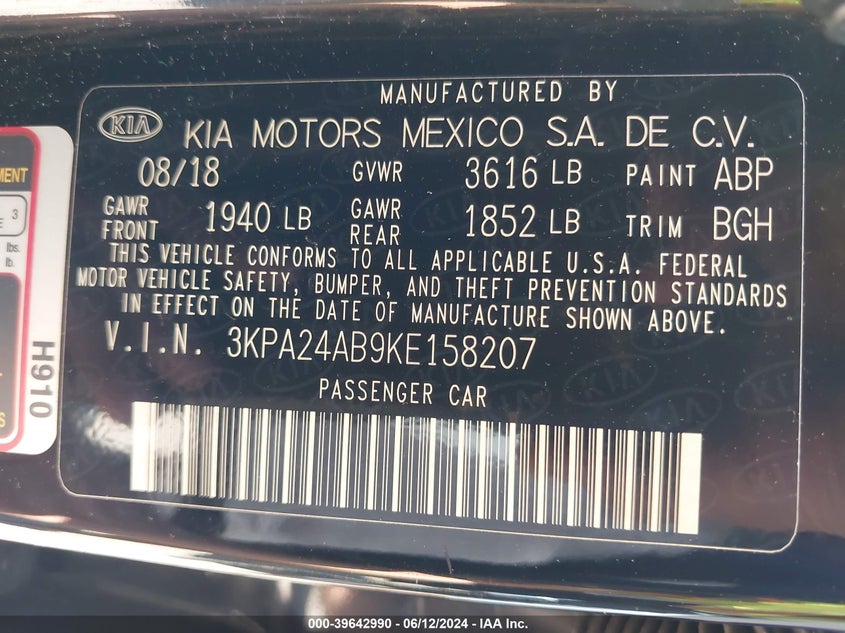 MANUFACTURED BY
KIA KIA MOTORS MEXICO S.A. DE C.V.
08/18 GVWR 3616 LB PAINT ABP
GAWR FRONT 1940 LB GAWR REAR 1852 LB TRIM BGH
THIS VEHICLE CONFORMS TO ALL APPLICABLE U.S.A. FEDERAL
MOTOR VEHICLE SAFETY, BUMPER, AND THEFT PREVENTION STANDARDS
IN EFFECT ON THE DATE OF MANUFACTURE SHOWN ABOVE.
V.I.N. 3KPA24AB9KE158207
PASSENGER CAR
3
lbs.
lb.
H910
000-39642990 - 06/12/2024 - IAA Inc.